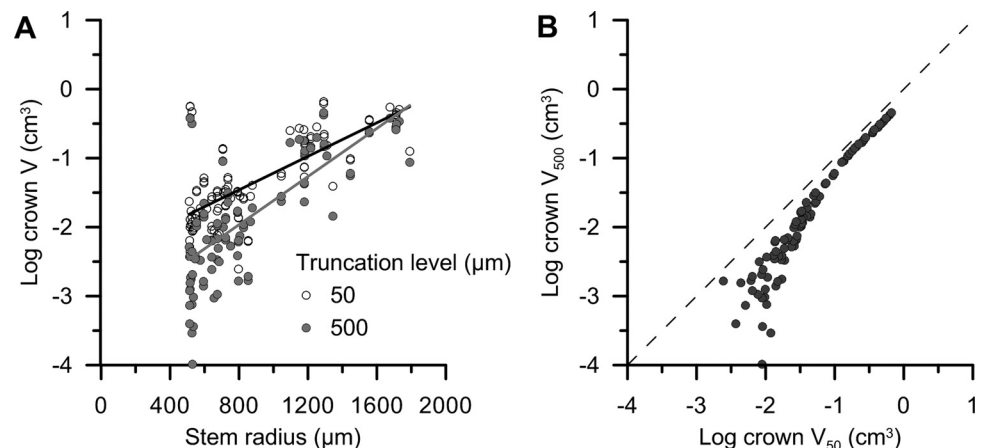 A
Log crown V (cm³)
1
0
-1
-2
-3
-4
Truncation level (μm)
50
500
0 400 800 1200 1600 2000
Stem radius (μm)
B
Log crown V₅₀₀ (cm³)
1
0
-1
-2
-3
-4
-4 -3 -2 -1 0 1
Log crown V₅₀ (cm³)